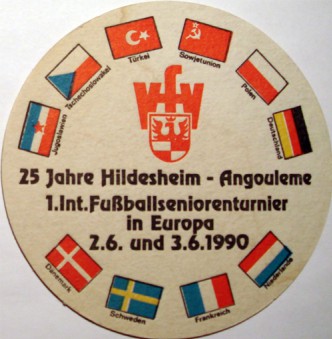 Türkei
Sowjetunion
Tschechoslowakei
Polen
Jugoslawien
Deutschland
WfV
25 Jahre Hildesheim - Angouleme
1.Int.Fußballseniorenturnier
in Europa
2.6. und 3.6.1990
Dänemark
Niederlande
Schweden
Frankreich